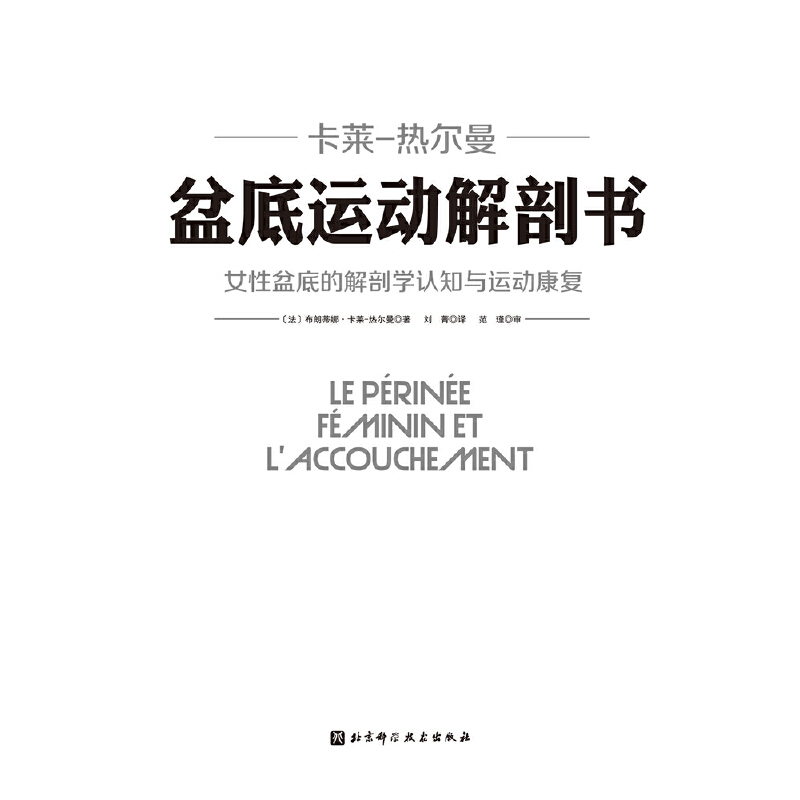 卡莱-热尔曼
盆底运动解剖书
女性盆底的解剖学认知与运动康复
〔法〕布朗蒂娜·卡莱-热尔曼◎著 刘 菁◎译 范 瑾◎审
LE PÉRINÉE
FÉMININ ET
L'ACCOUCHEMENT
北京科学技术出版社